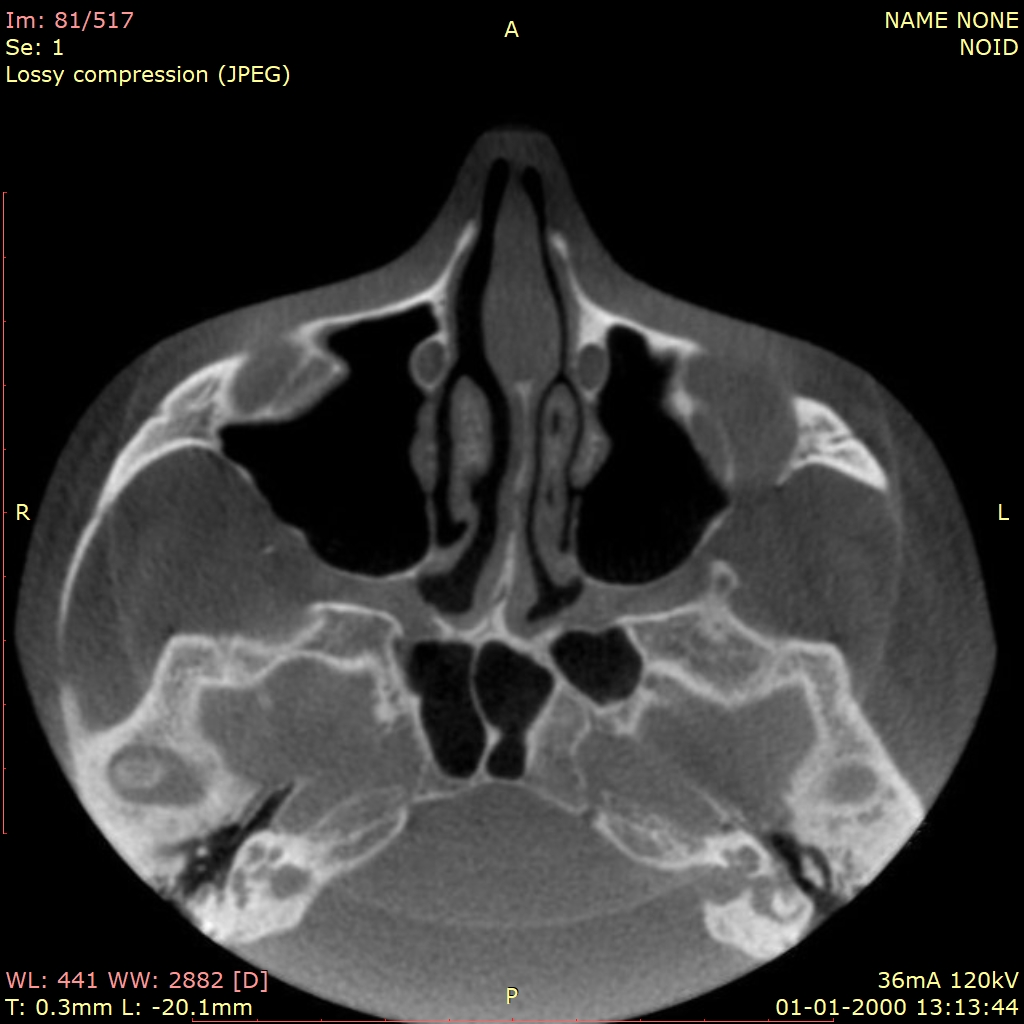 Im: 81/517
Se: 1
Lossy compression (JPEG)
A
NAME NONE
NOID
R
L
WL: 441 WW: 2882 [D]
T: 0.3mm L: -20.1mm
P
36mA 120kV
01-01-2000 13:13:44